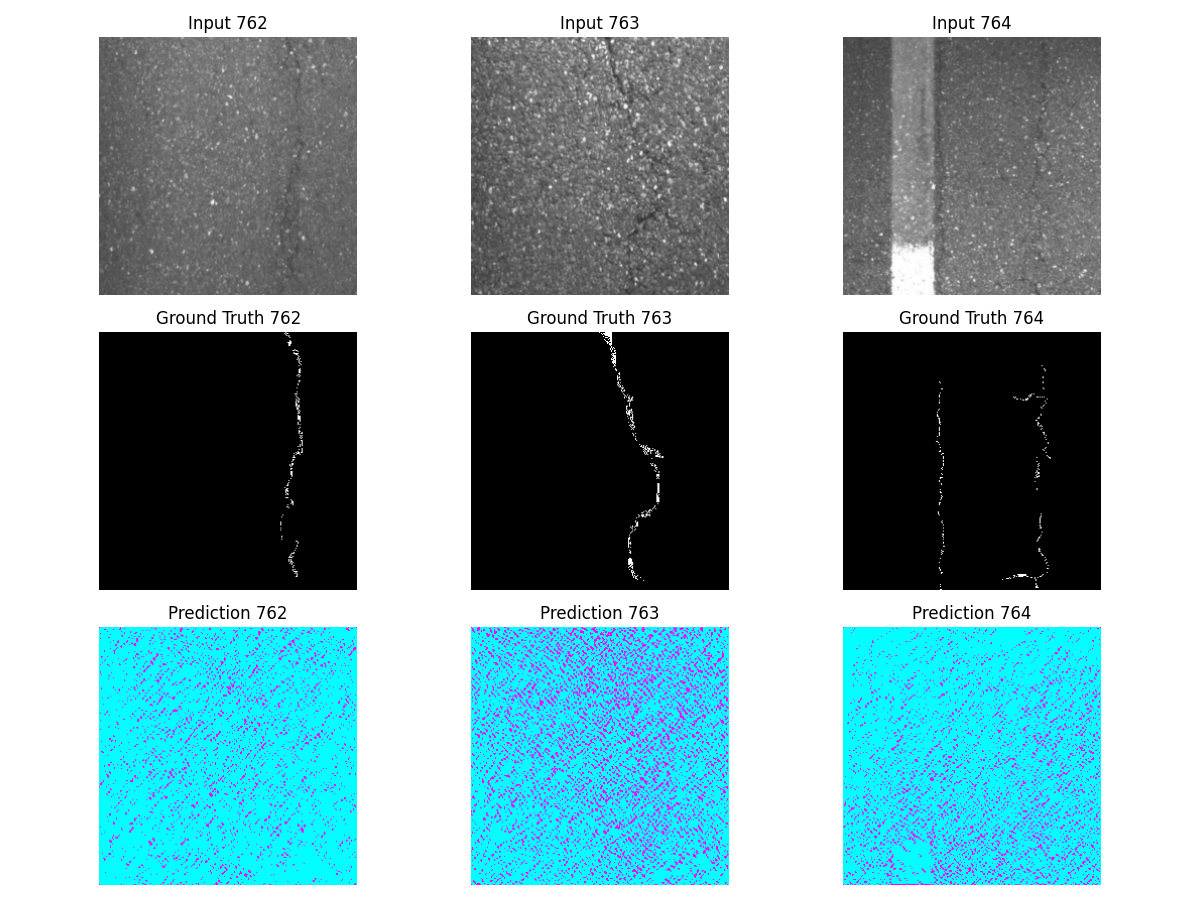 Input 762
Input 763
Input 764
Ground Truth 762
Ground Truth 763
Ground Truth 764
Prediction 762
Prediction 763
Prediction 764